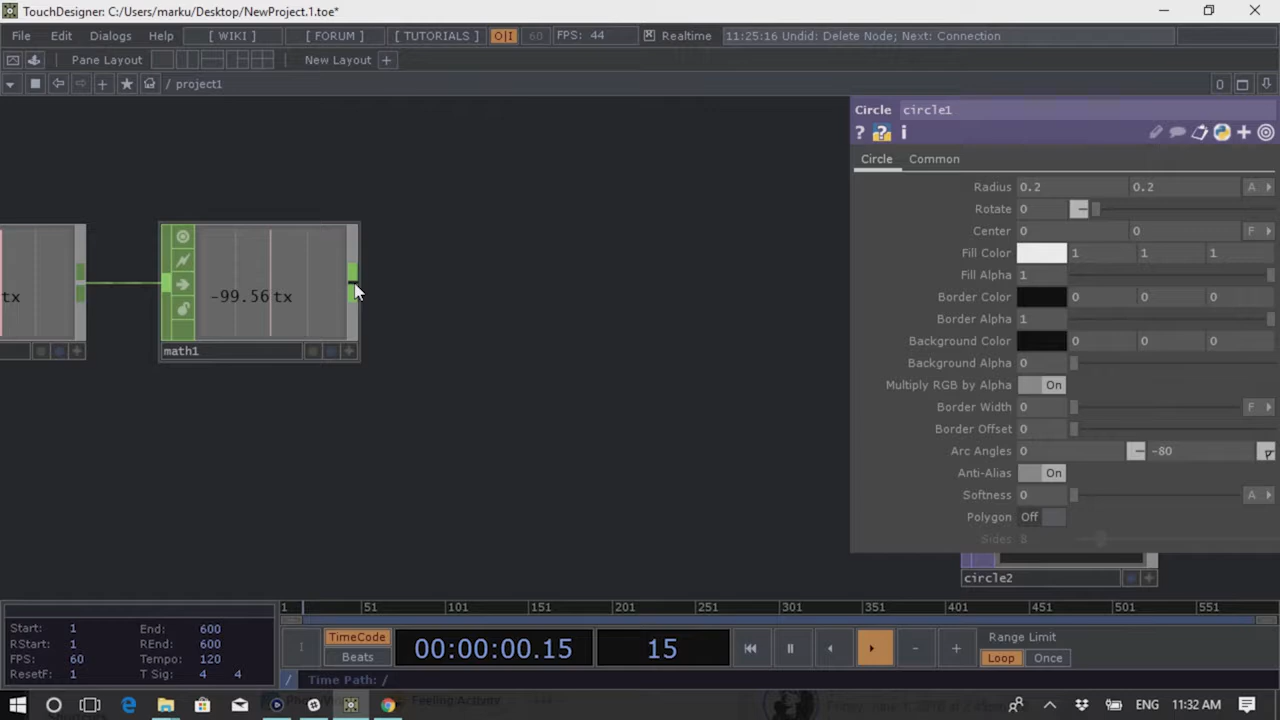 TouchDesigner: C:/Users/marku/Desktop/NewProject.1.toe*
File Edit Dialogs Help [ WIKI ] [ FORUM ] [ TUTORIALS ] O|I 60 FPS: 44 Realtime 11:25:16 Undid: Delete Node; Next: Connection
Pane Layout New Layout +
/ project1 0
Circle circle1
? ? i
Circle Common
Radius 0.2 0.2 A
Rotate 0
Center 0 0 F
Fill Color 1 1 1
Fill Alpha 1
Border Color 0 0 0
Border Alpha 1
Background Color 0 0 0
Background Alpha 0
Multiply RGB by Alpha On
Border Width 0 F
Border Offset 0
Arc Angles 0 -80
Anti-Alias On
Softness 0 A
Polygon Off
Sides 8
tx
-99.56 tx
math1
circle2
1 51 101 151 201 251 301 351 401 451 501 551
Start: 1 End: 600
RStart: 1 REnd: 600
FPS: 60 Tempo: 120
ResetF: 1 T Sig: 4 4
TimeCode
Beats
00:00:00.15 15
Range Limit
Loop Once
/ Time Path: /
Feeling Activity
ENG 11:32 AM